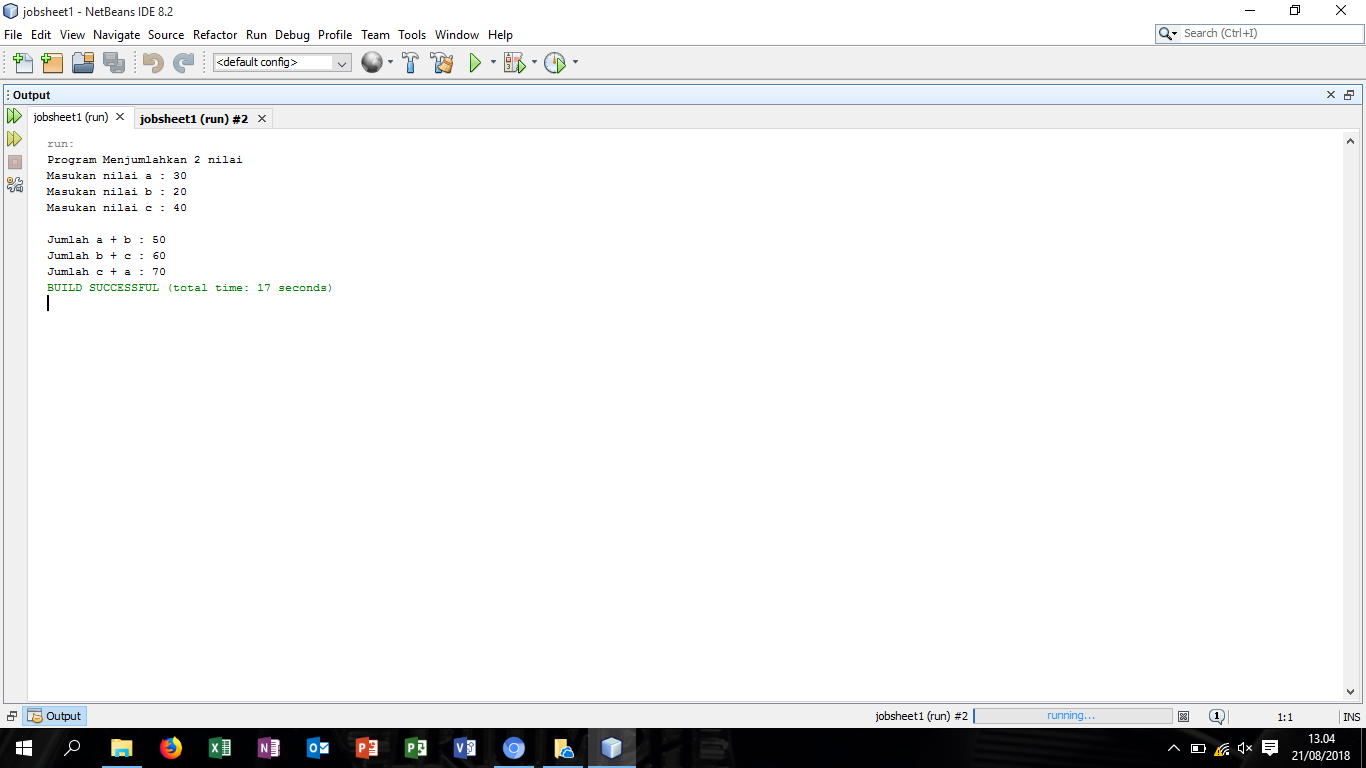 jobsheet1 - NetBeans IDE 8.2
File Edit View Navigate Source Refactor Run Debug Profile Team Tools Window Help
Search (Ctrl+I)
<default config>
Output
jobsheet1 (run)
jobsheet1 (run) #2
run:
Program Menjumlahkan 2 nilai
Masukan nilai a : 30
Masukan nilai b : 20
Masukan nilai c : 40
Jumlah a + b : 50
Jumlah b + c : 60
Jumlah c + a : 70
BUILD SUCCESSFUL (total time: 17 seconds)
Output
jobsheet1 (run) #2
running...
1
1:1
INS
13.04
21/08/2018